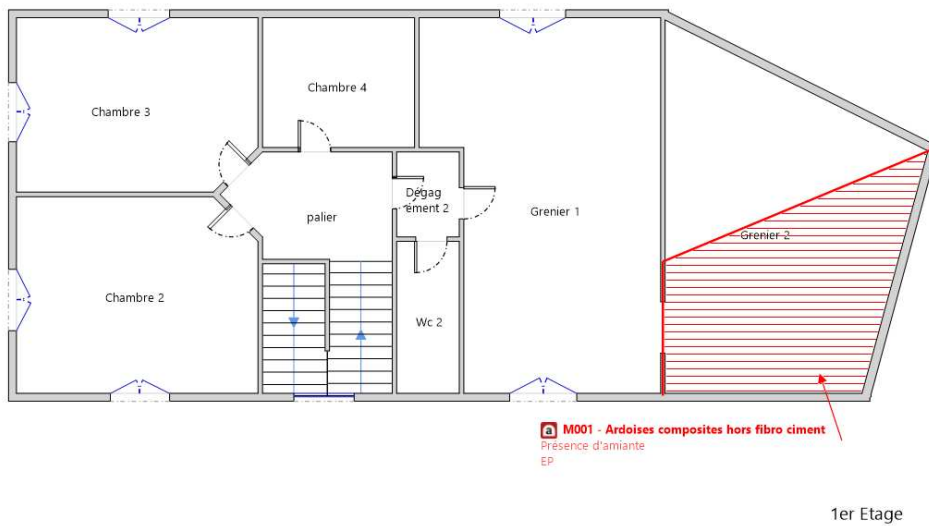 Chambre 3
Chambre 4
Dégag
ement 2
palier
Grenier 1
Grenier 2
Chambre 2
Wc 2
a M001 - Ardoises composites hors fibro ciment
Présence d'amiante
EP
1er Etage